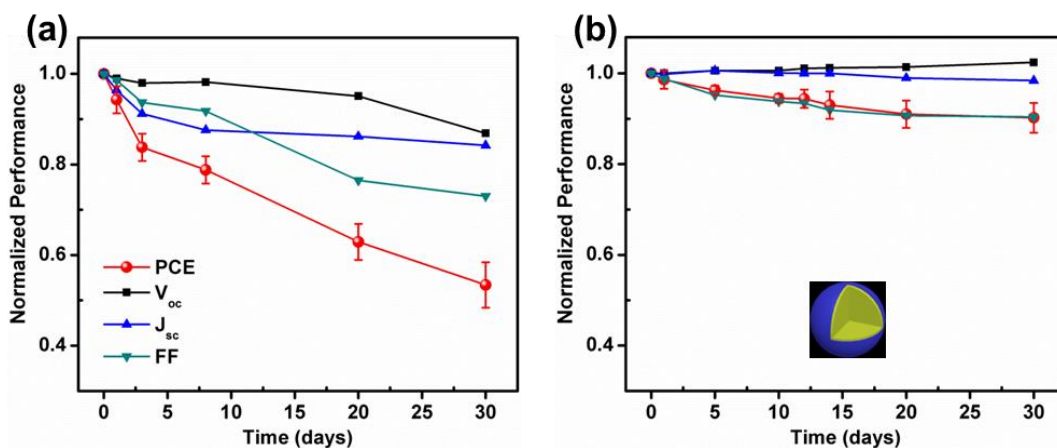 (a)
(b)
Normalized Performance
1.0
0.8
0.6
0.4
PCE
V_oc
J_sc
FF
0 5 10 15 20 25 30
Time (days)
Normalized Performance
1.0
0.8
0.6
0.4
0 5 10 15 20 25 30
Time (days)